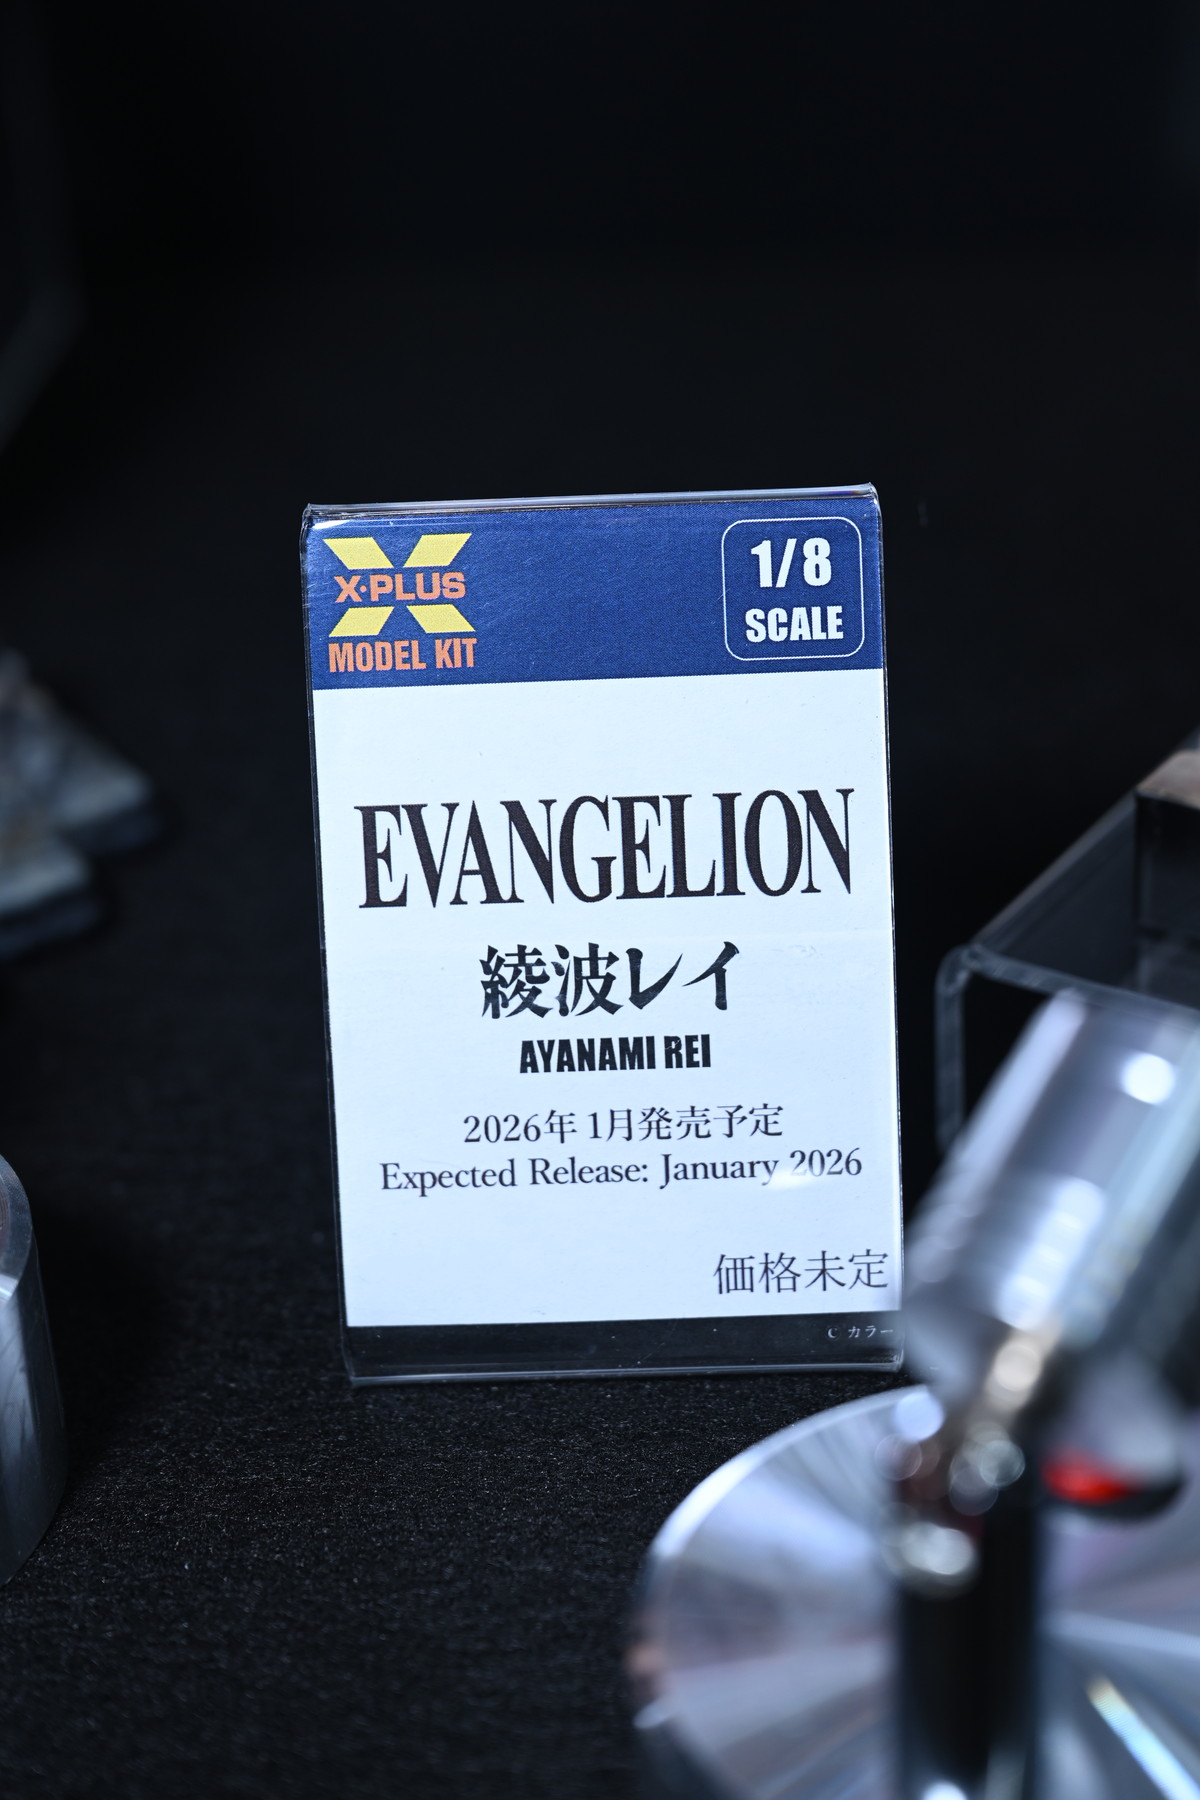 X·PLUS
MODEL KIT
1/8
SCALE
EVANGELION
綾波レイ
AYANAMI REI
2026年1月発売予定
Expected Release: January 2026
価格未定
© カラー